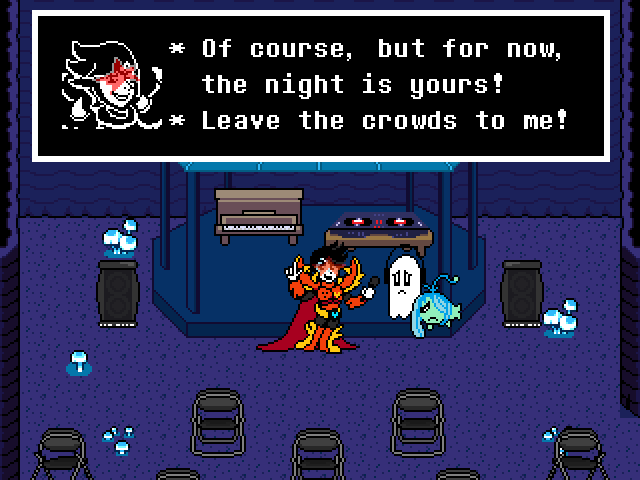 * Of course, but for now,
the night is yours!
* Leave the crowds to me!